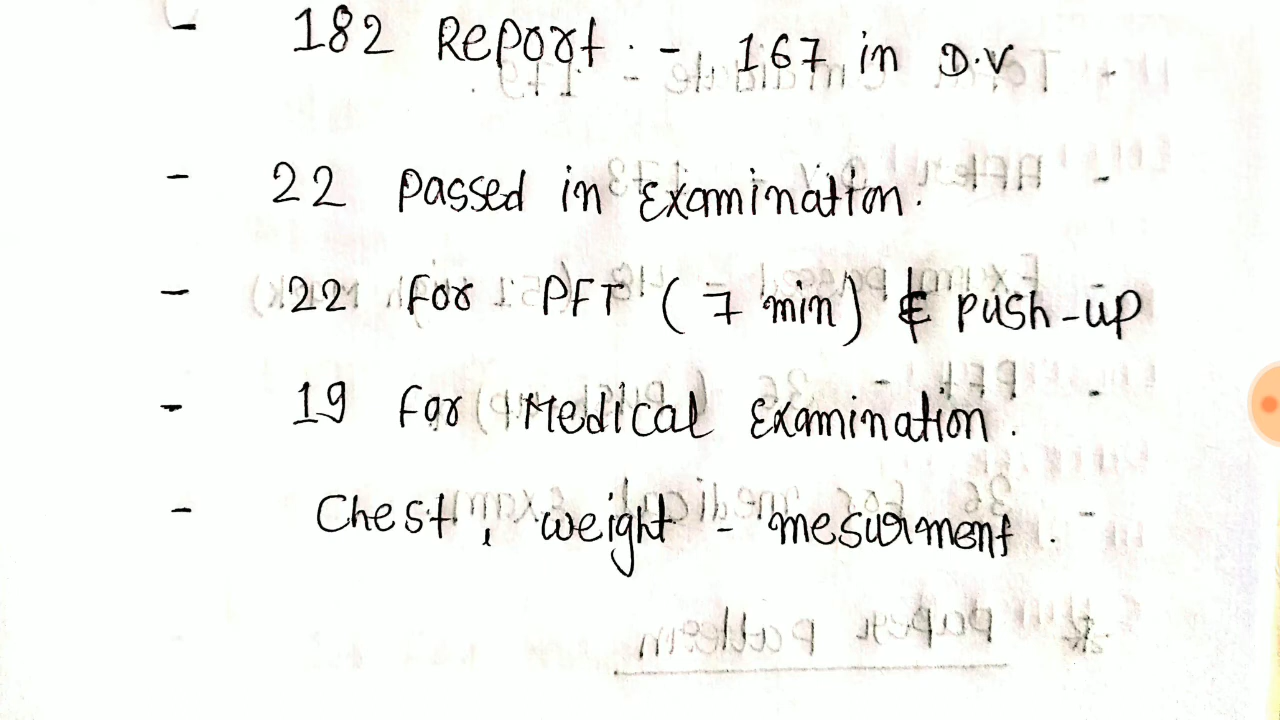 - 182 Report. - 167 in D.V
- 22 passed in Examination.
- 22 for PFT (7 min) & push-up
- 19 for Medical Examination.
- Chest, weight - mesurment.